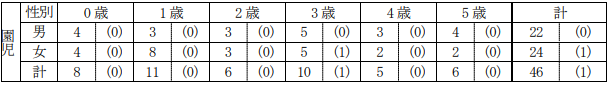 園児 性別 0歳 1歳 2歳 3歳 4歳 5歳 計
男 4 (0) 3 (0) 3 (0) 5 (0) 3 (0) 4 (0) 22 (0)
女 4 (0) 8 (0) 3 (0) 5 (1) 2 (0) 2 (0) 24 (1)
計 8 (0) 11 (0) 6 (0) 10 (1) 5 (0) 6 (0) 46 (1)